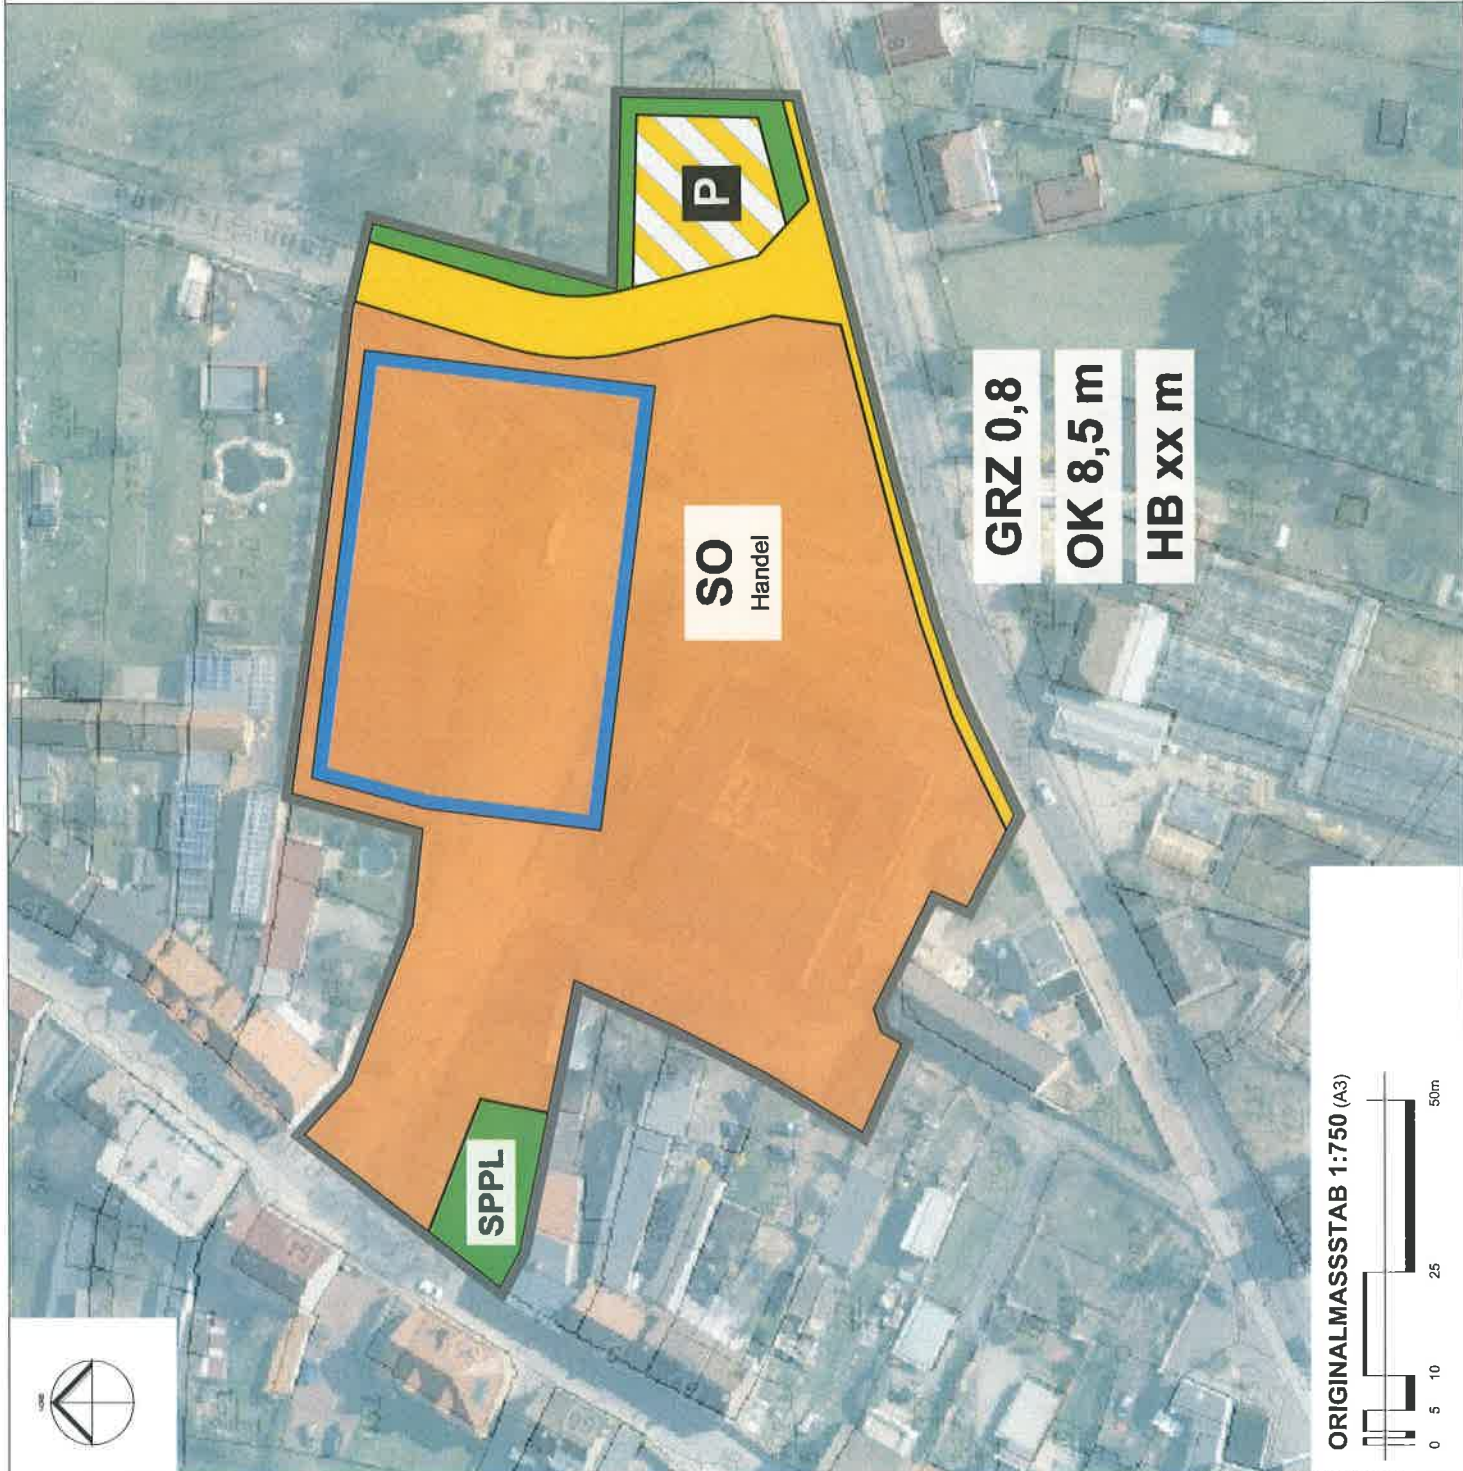 P
SO
Handel
SPPL
GRZ 0,8
OK 8,5 m
HB xx m
ORIGINALMASSSTAB 1:750 (A3)
0 5 10 25 50m